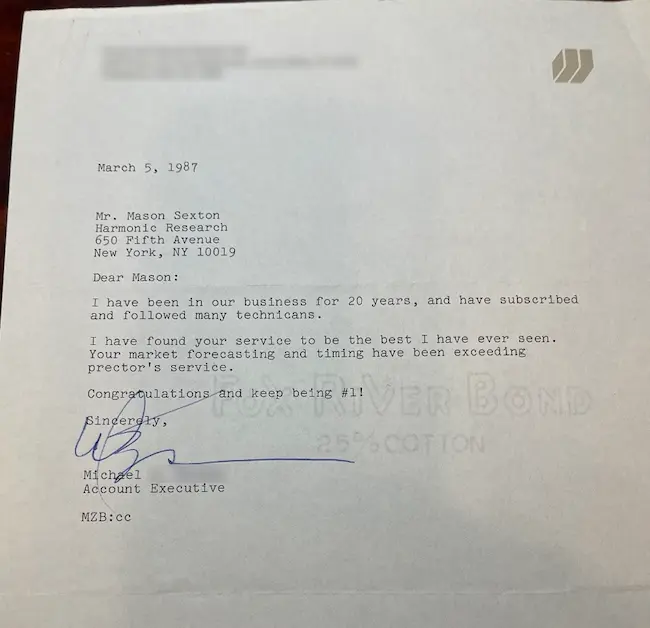 March 5, 1987
Mr. Mason Sexton
Harmonic Research
650 Fifth Avenue
New York, NY 10019
Dear Mason:
I have been in our business for 20 years, and have subscribed
and followed many technicans.
I have found your service to be the best I have ever seen.
Your market forecasting and timing have been exceeding
prector's service.
Congratulations and keep being #1!
FOX RIVER BOND
25% COTTON
Sincerely,
Michael
Account Executive
MZB:cc